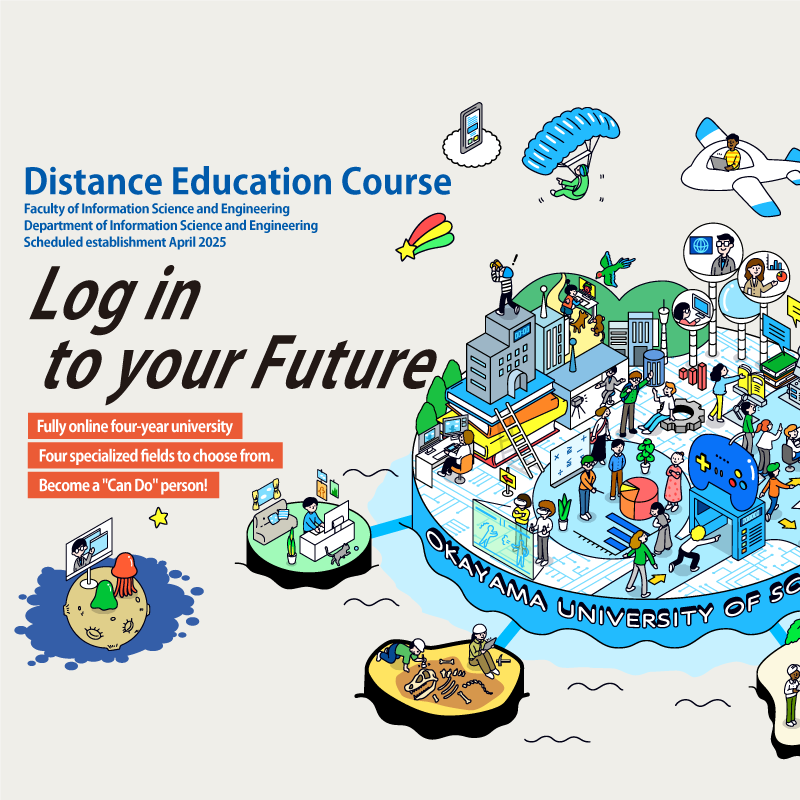 Distance Education Course
Faculty of Information Science and Engineering
Department of Information Science and Engineering
Scheduled establishment April 2025
Log in
to your Future
Fully online four-year university
Four specialized fields to choose from.
Become a "Can Do" person!
OKAYAMA UNIVERSITY OF SC